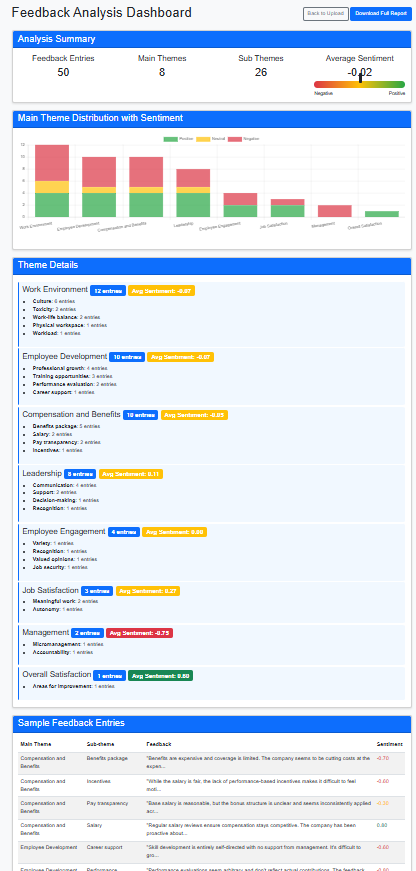 Feedback Analysis Dashboard
Back to Upload
Download Full Report
Analysis Summary
Feedback Entries
Main Themes
Sub Themes
Average Sentiment
50
8
26
-0.02
Negative
Positive
Main Theme Distribution with Sentiment
Positive
Neutral
Negative
12
10
8
6
4
2
0
Work Environment
Employee Development
Compensation and Benefits
Leadership
Employee Engagement
Job Satisfaction
Management
Overall Satisfaction
Theme Details
Work Environment 12 entries Avg Sentiment:
Culture: 6 entries
Toxicity: 2 entries
Work-life balance: 2 entries
Physical workspace: 1 entries
Workload: 1 entries
Employee Development 10 entries Avg Sentiment:
Professional growth: 4 entries
Training opportunities: 3 entries
Performance evaluation: 2 entries
Career support: 1 entries
Compensation and Benefits 10 entries Avg Sentiment:
Benefits package: 5 entries
Salary: 2 entries
Pay transparency: 2 entries
Incentives: 1 entries
Leadership 8 entries Avg Sentiment: 0.11
Communication: 4 entries
Support: 2 entries
Decision-making: 1 entries
Recognition: 1 entries
Employee Engagement 4 entries Avg Sentiment:
Variety: 1 entries
Recognition: 1 entries
Valued opinions: 1 entries
Job security: 1 entries
Job Satisfaction 3 entries Avg Sentiment: 0.27
Meaningful work: 2 entries
Autonomy: 1 entries
Management 2 entries Avg Sentiment: -0.75
Micromanagement: 1 entries
Accountability: 1 entries
Overall Satisfaction 1 entries Avg Sentiment: 0.60
Areas for improvement: 1 entries
Sample Feedback Entries
Main Theme
Sub-theme
Feedback
Sentiment
Compensation and Benefits
Benefits package
"Benefits are expensive and coverage is limited. The company seems to be cutting costs at the expen...
-0.70
Compensation and Benefits
Incentives
"While the salary is fair, the lack of performance-based incentives makes it difficult to feel moti...
-0.60
Compensation and Benefits
Pay transparency
"Base salary is reasonable, but the bonus structure is unclear and seems inconsistently applied acr...
Compensation and Benefits
Salary
"Regular salary reviews ensure compensation stays competitive. The company has been proactive about...
0.80
Employee Development
Career support
"Skill development is entirely self-directed with no support from management. It's difficult to gro...
-0.60
Employee Development
Performance
"Performance evaluations seem arbitrary and don't reflect actual contributions. The feedback